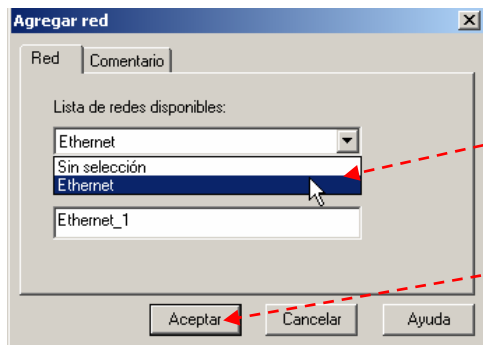 Agregar red
Red Comentario
Lista de redes disponibles:
Ethernet
Sin selección
Ethernet
Ethernet_1
Aceptar Cancelar Ayuda